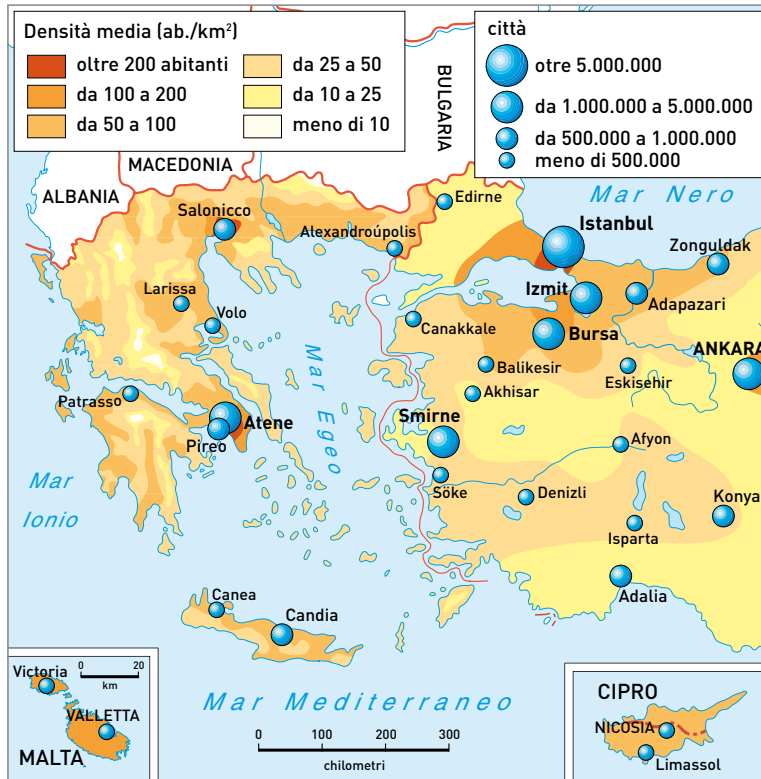 Densità media (ab./km²)
oltre 200 abitanti
da 100 a 200
da 50 a 100
da 25 a 50
da 10 a 25
meno di 10
città
otre 5.000.000
da 1.000.000 a 5.000.000
da 500.000 a 1.000.000
meno di 500.000
BULGARIA
MACEDONIA
ALBANIA
Mar Nero
Edirne
Salonicco
Istanbul
Alexandroúpolis
Zonguldak
Larissa
Izmit
Adapazari
Volo
Canakkale
Bursa
ANKARA
Balikesir
Eskisehir
Patrasso
Akhisar
Mar Egeo
Atene
Smirne
Pireo
Afyon
Mar
Ionio
Söke
Denizli
Konya
Isparta
Adalia
Canea
Candia
Victoria
0 20
km
VALLETTA
MALTA
Mar Mediterraneo
0 100 200 300
chilometri
CIPRO
NICOSIA
Limassol